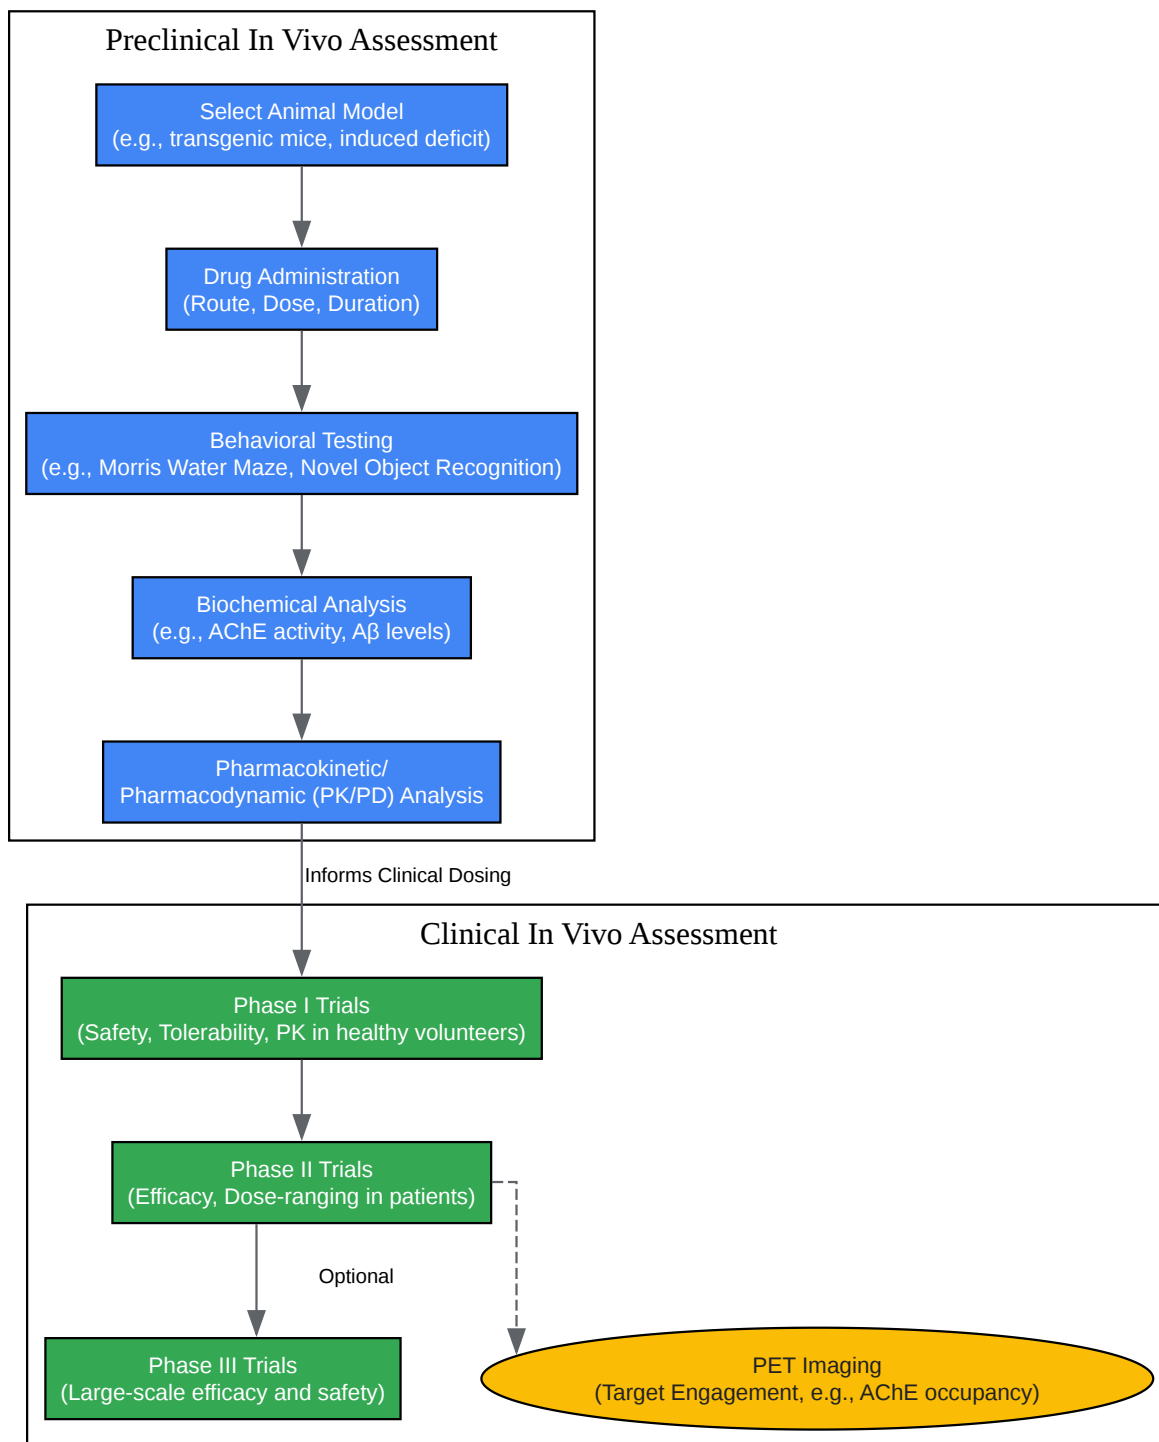 Preclinical In Vivo Assessment
Select Animal Model
(e.g., transgenic mice, induced deficit)
Drug Administration
(Route, Dose, Duration)
Behavioral Testing
(e.g., Morris Water Maze, Novel Object Recognition)
Biochemical Analysis
(e.g., AChE activity, Aβ levels)
Pharmacokinetic/
Pharmacodynamic (PK/PD) Analysis
Informs Clinical Dosing
Clinical In Vivo Assessment
Phase I Trials
(Safety, Tolerability, PK in healthy volunteers)
Phase II Trials
(Efficacy, Dose-ranging in patients)
Optional
Phase III Trials
(Large-scale efficacy and safety)
PET Imaging
(Target Engagement, e.g., AChE occupancy)